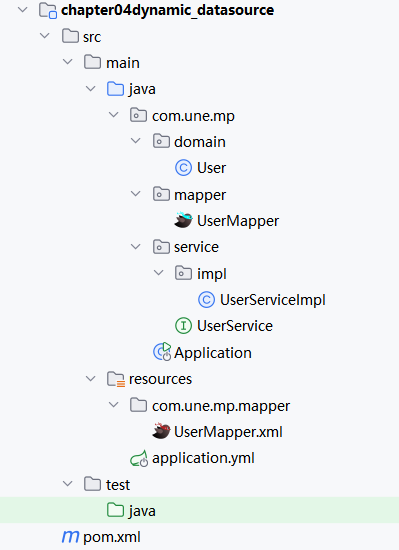 chapter04dynamic_datasource
src
main
java
com.une.mp
domain
User
mapper
UserMapper
service
impl
UserServiceImpl
UserService
Application
resources
com.une.mp.mapper
UserMapper.xml
application.yml
test
java
pom.xml